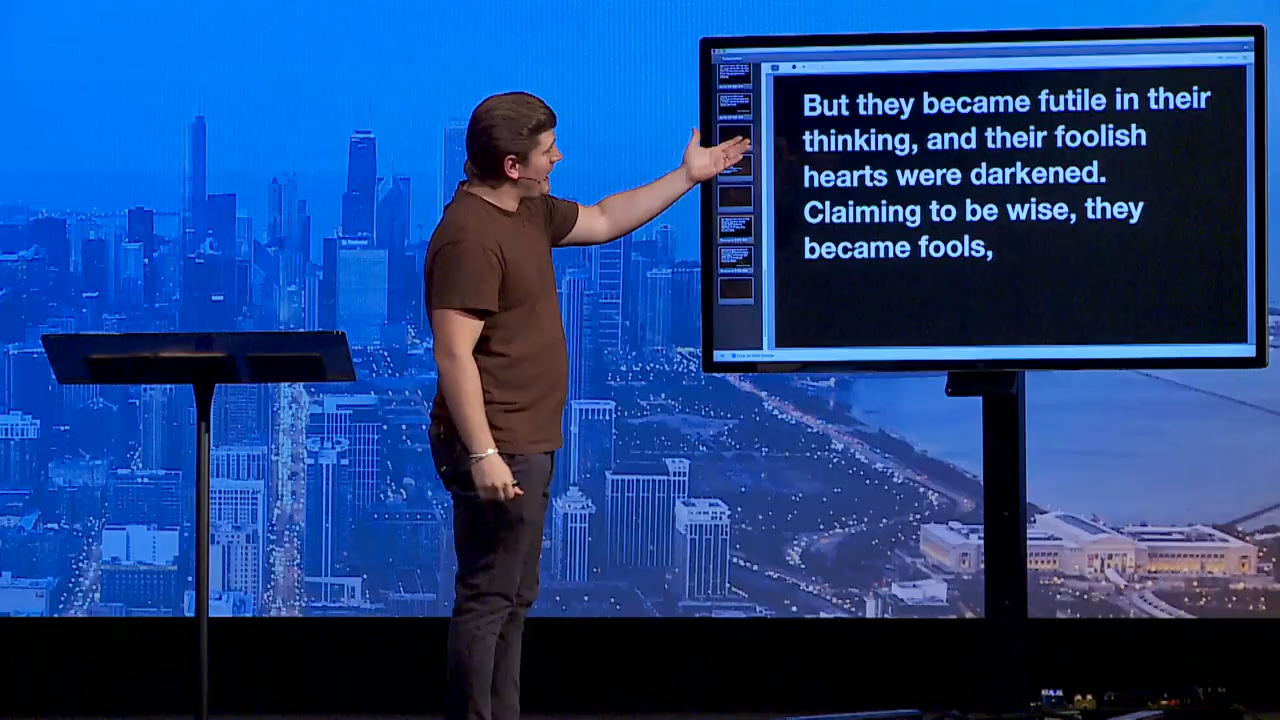 But they became futile in their
thinking, and their foolish
hearts were darkened.
Claiming to be wise, they
became fools,